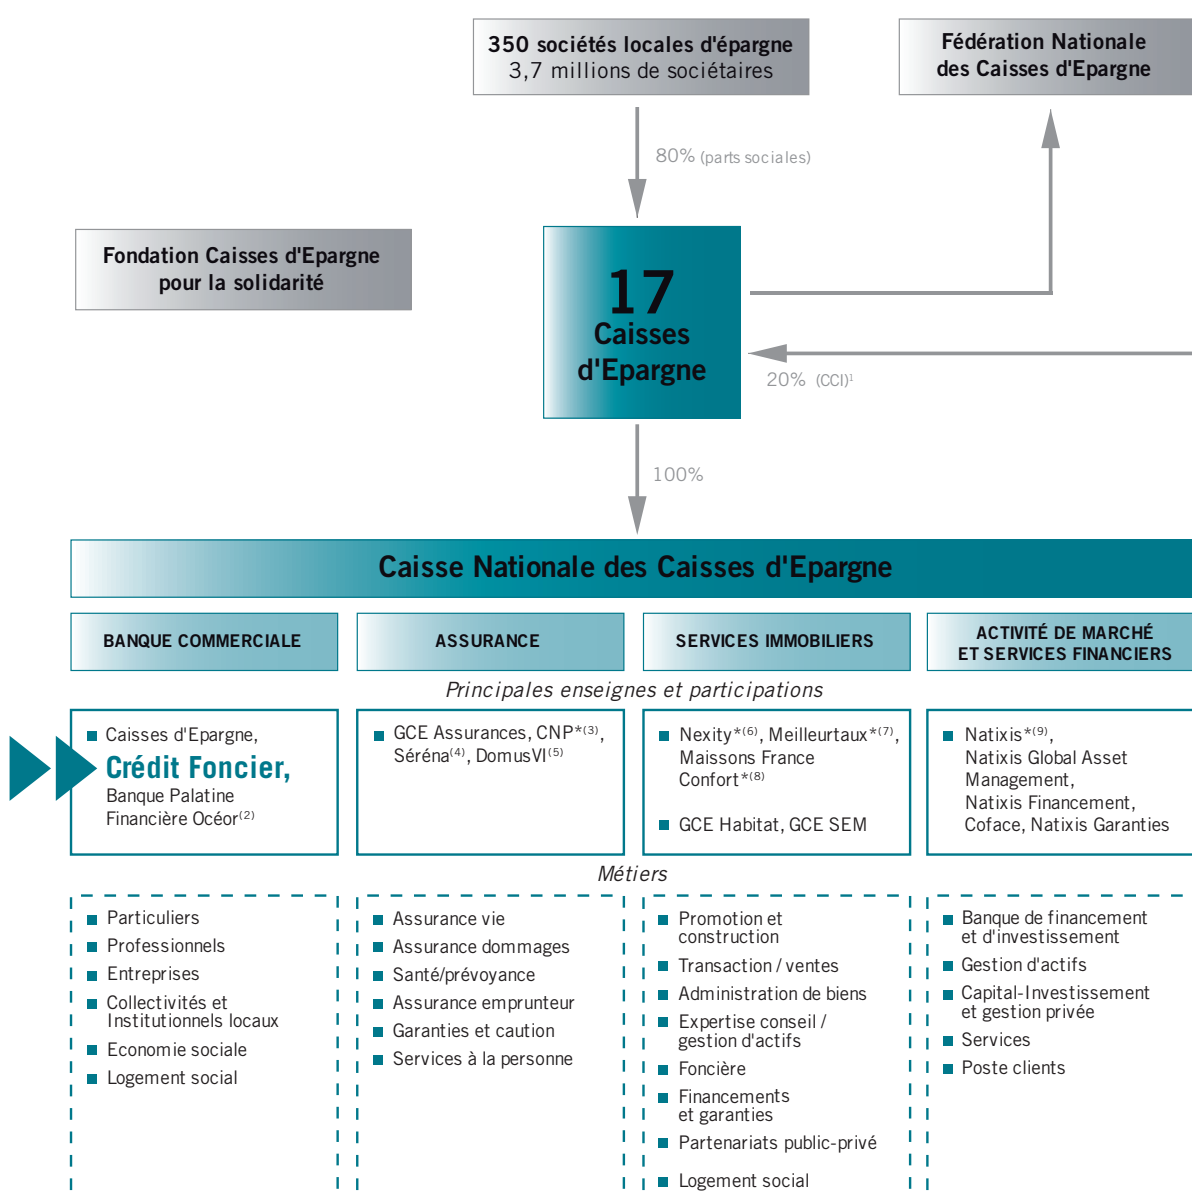 350 sociétés locales d'épargne
3,7 millions de sociétaires
Fédération Nationale
des Caisses d'Epargne
80% (parts sociales)
Fondation Caisses d'Epargne
pour la solidarité
17
Caisses
d'Epargne
20% (CCI)¹
100%
Caisse Nationale des Caisses d'Epargne
BANQUE COMMERCIALE
ASSURANCE
SERVICES IMMOBILIERS
ACTIVITÉ DE MARCHÉ
ET SERVICES FINANCIERS
Principales enseignes et participations
Caisses d'Epargne,
Crédit Foncier,
Banque Palatine
Financière Océor(2)
GCE Assurances, CNP*(3),
Séréna(4), DomusVI(5)
Nexity*(6), Meilleurtaux*(7),
Maissons France
Confort*(8)
GCE Habitat, GCE SEM
Natixis*(9),
Natixis Global Asset
Management,
Natixis Financement,
Coface, Natixis Garanties
Métiers
Particuliers
Professionnels
Entreprises
Collectivités et
Institutionnels locaux
Economie sociale
Logement social
Assurance vie
Assurance dommages
Santé/prévoyance
Assurance emprunteur
Garanties et caution
Services à la personne
Promotion et
construction
Transaction / ventes
Administration de biens
Expertise conseil /
gestion d'actifs
Foncière
Financements
et garanties
Partenariats public-privé
Logement social
Banque de financement
et d'investissement
Gestion d'actifs
Capital-Investissement
et gestion privée
Services
Poste clients